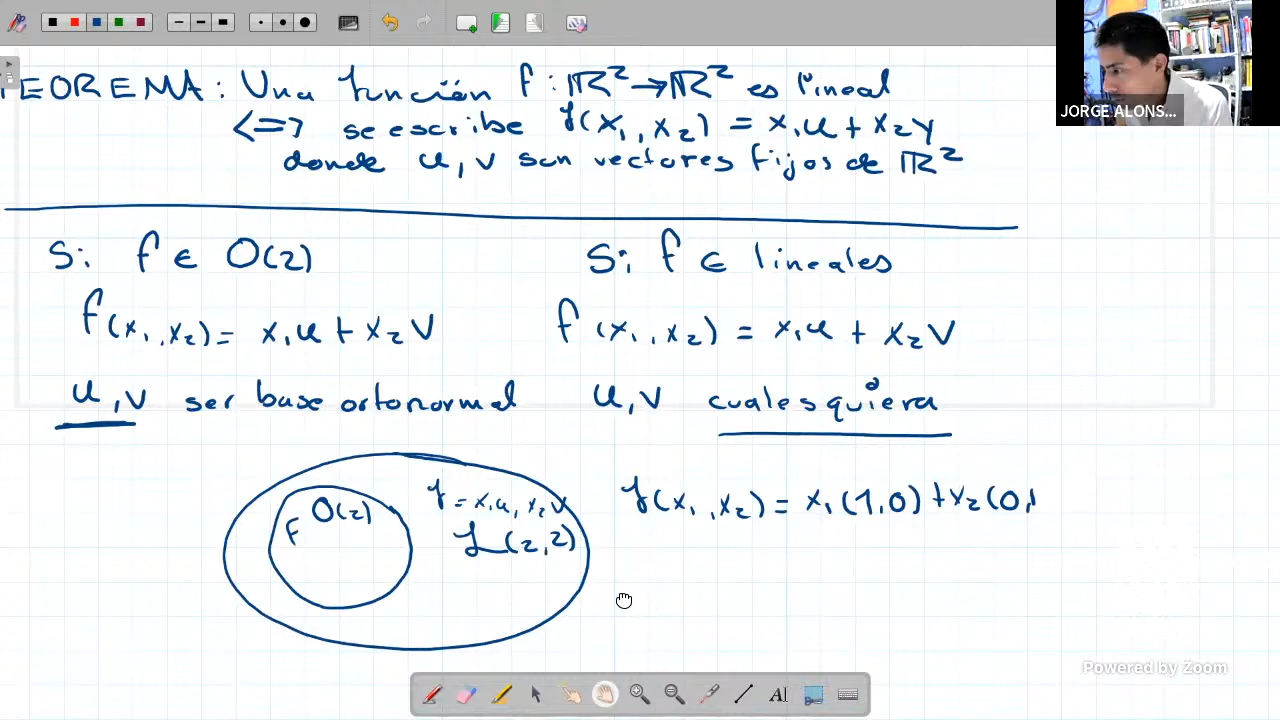 TEOREMA: Una función f: ℝ² → ℝ² es lineal
<=> se escribe f(x₁, x₂) = x₁u + x₂v
donde u, v son vectores fijos de ℝ²
Si f ∈ O(2)
f(x₁, x₂) = x₁u + x₂v
u, v ser base ortonormal
Si f ∈ lineales
f(x₁, x₂) = x₁u + x₂v
u, v cualesquiera
O(2)
F
f = x₁u, x₂v
L(2,2)
f(x₁, x₂) = x₁(1,0) + x₂(0,1
JORGE ALONS...
AI
Powered by Zoom